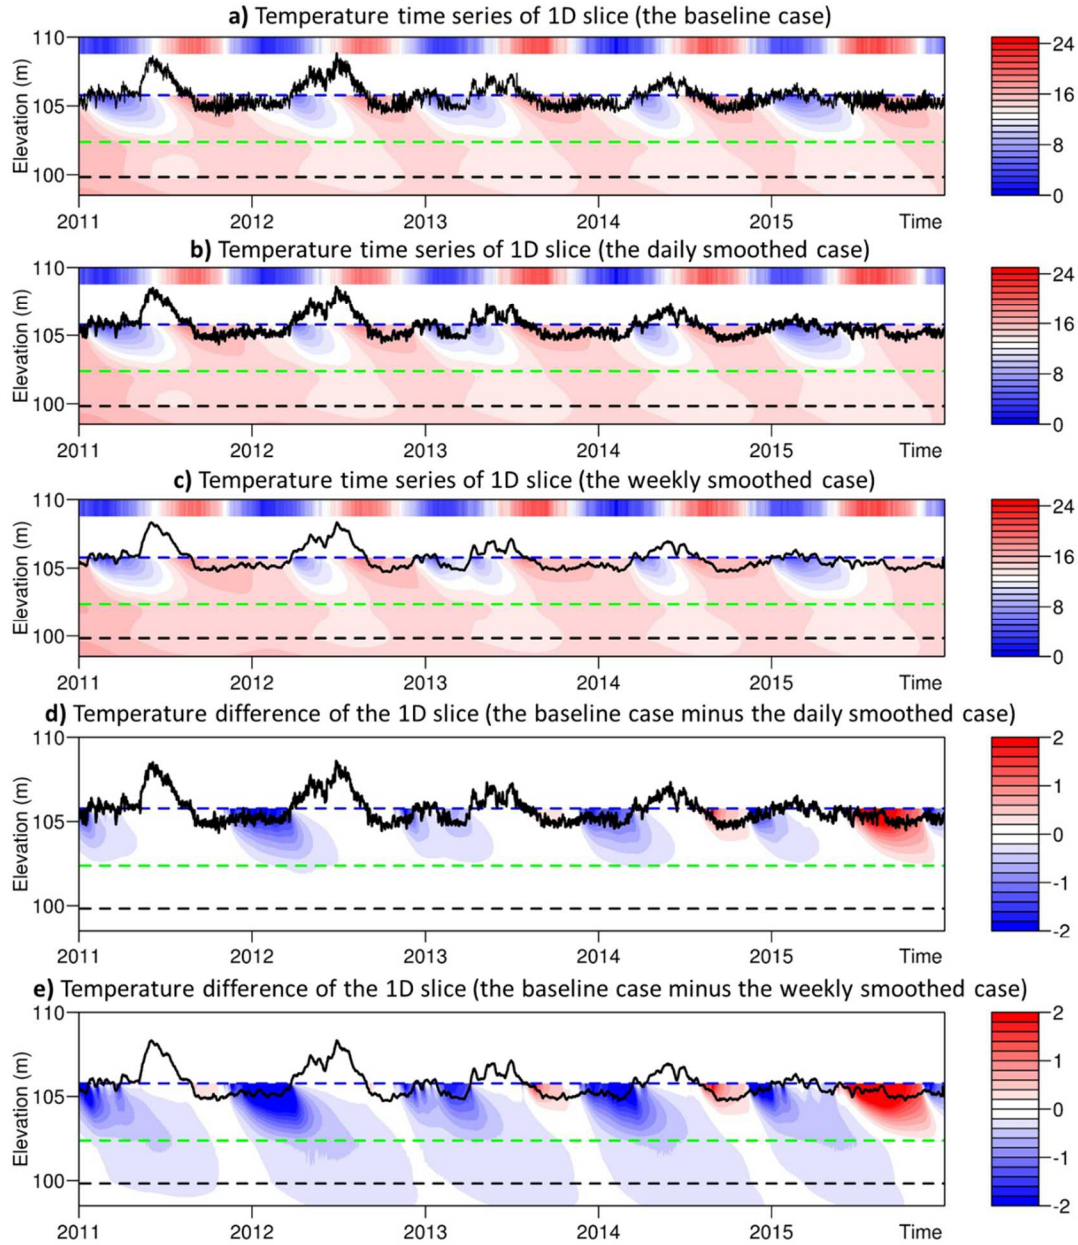 a) Temperature time series of 1D slice (the baseline case)
110
105
100
Elevation (m)
2011 2012 2013 2014 2015 Time
24
16
8
0
b) Temperature time series of 1D slice (the daily smoothed case)
110
105
100
Elevation (m)
2011 2012 2013 2014 2015 Time
24
16
8
0
c) Temperature time series of 1D slice (the weekly smoothed case)
110
105
100
Elevation (m)
2011 2012 2013 2014 2015 Time
24
16
8
0
d) Temperature difference of the 1D slice (the baseline case minus the daily smoothed case)
110
105
100
Elevation (m)
2011 2012 2013 2014 2015 Time
2
1
0
-1
-2
e) Temperature difference of the 1D slice (the baseline case minus the weekly smoothed case)
110
105
100
Elevation (m)
2011 2012 2013 2014 2015 Time
2
1
0
-1
-2